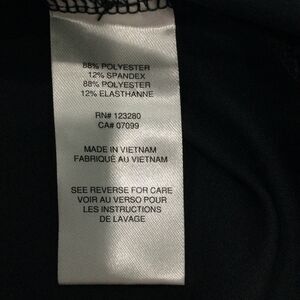 88% POLYESTER
12% SPANDEX
88% POLYESTER
12% ELASTHANNE
RN# 123280
CA# 07099
MADE IN VIETNAM
FABRIQUÉ AU VIETNAM
SEE REVERSE FOR CARE
VOIR AU VERSO POUR
LES INSTRUCTIONS
DE LAVAGE